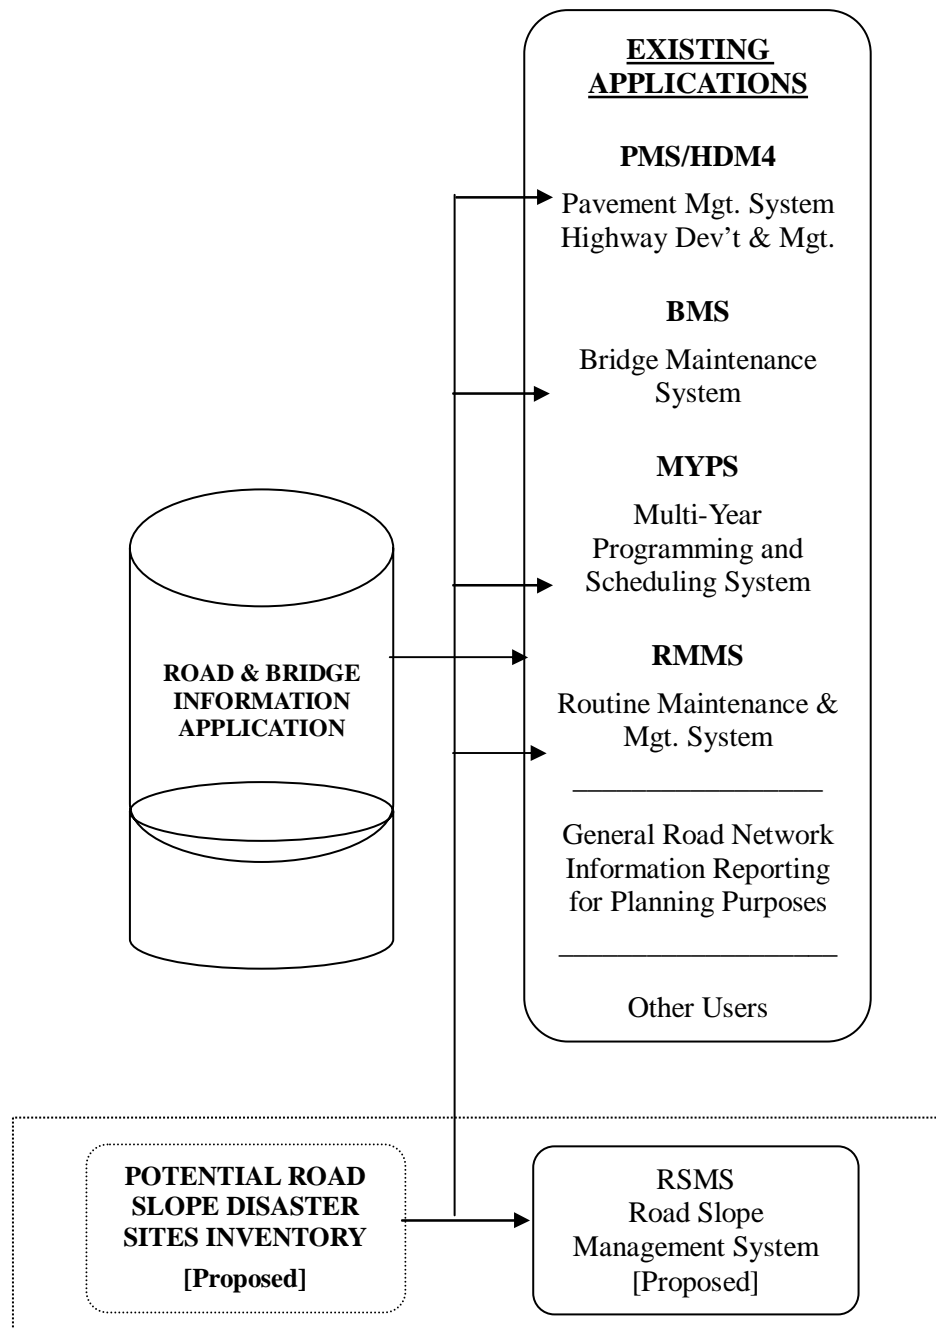 EXISTING
APPLICATIONS
PMS/HDM4
Pavement Mgt. System
Highway Dev’t & Mgt.
BMS
Bridge Maintenance
System
MYPS
Multi-Year
Programming and
Scheduling System
RMMS
Routine Maintenance &
Mgt. System
General Road Network
Information Reporting
for Planning Purposes
Other Users
ROAD & BRIDGE
INFORMATION
APPLICATION
POTENTIAL ROAD
SLOPE DISASTER
SITES INVENTORY
[Proposed]
RSMS
Road Slope
Management System
[Proposed]